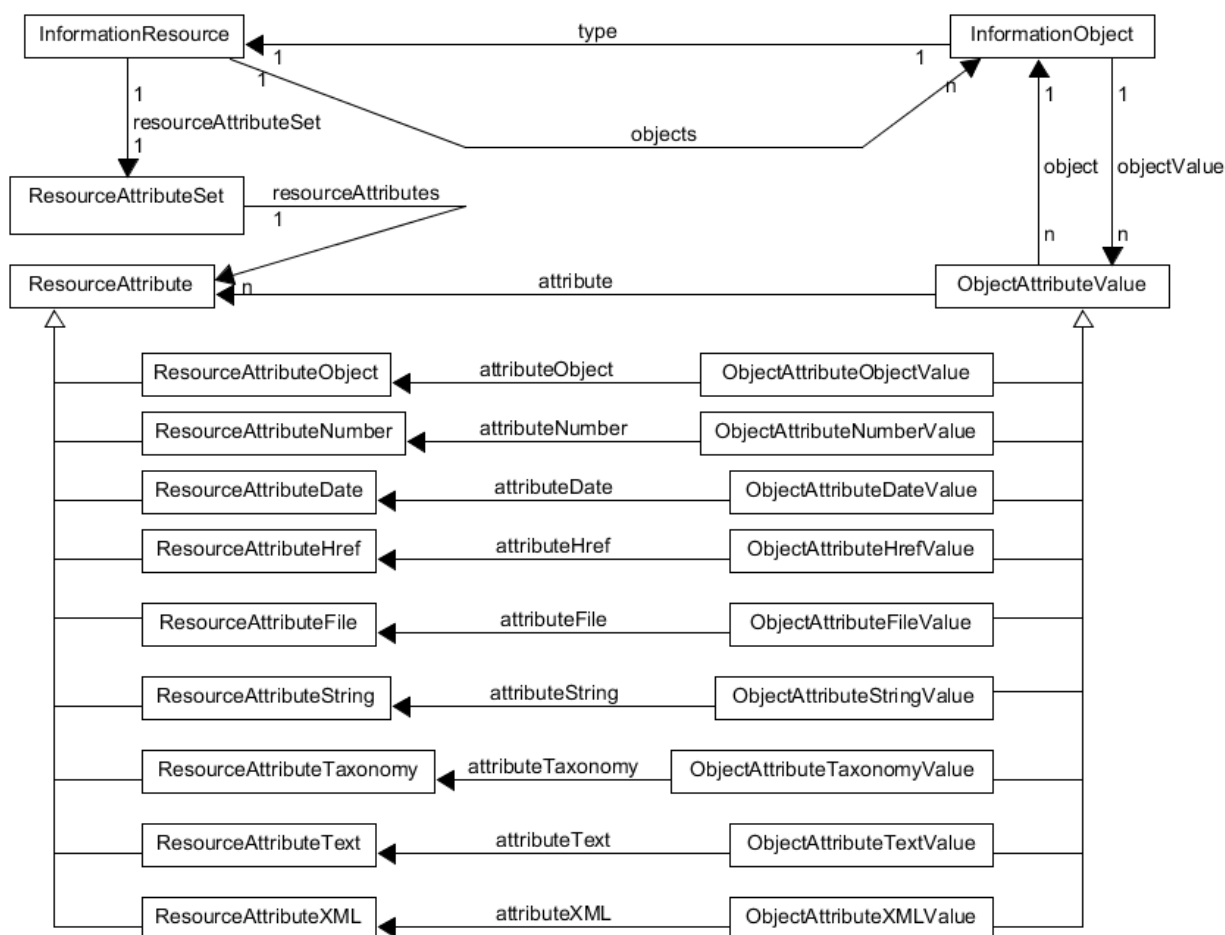 InformationResource
type
InformationObject
1
1
1
n
1
1
1
resourceAttributeSet
objects
1
object
objectValue
ResourceAttributeSet
resourceAttributes
1
n
n
ResourceAttribute
n
attribute
ObjectAttributeValue
ResourceAttributeObject
attributeObject
ObjectAttributeObjectValue
ResourceAttributeNumber
attributeNumber
ObjectAttributeNumberValue
ResourceAttributeDate
attributeDate
ObjectAttributeDateValue
ResourceAttributeHref
attributeHref
ObjectAttributeHrefValue
ResourceAttributeFile
attributeFile
ObjectAttributeFileValue
ResourceAttributeString
attributeString
ObjectAttributeStringValue
ResourceAttributeTaxonomy
attributeTaxonomy
ObjectAttributeTaxonomyValue
ResourceAttributeText
attributeText
ObjectAttributeTextValue
ResourceAttributeXML
attributeXML
ObjectAttributeXMLValue